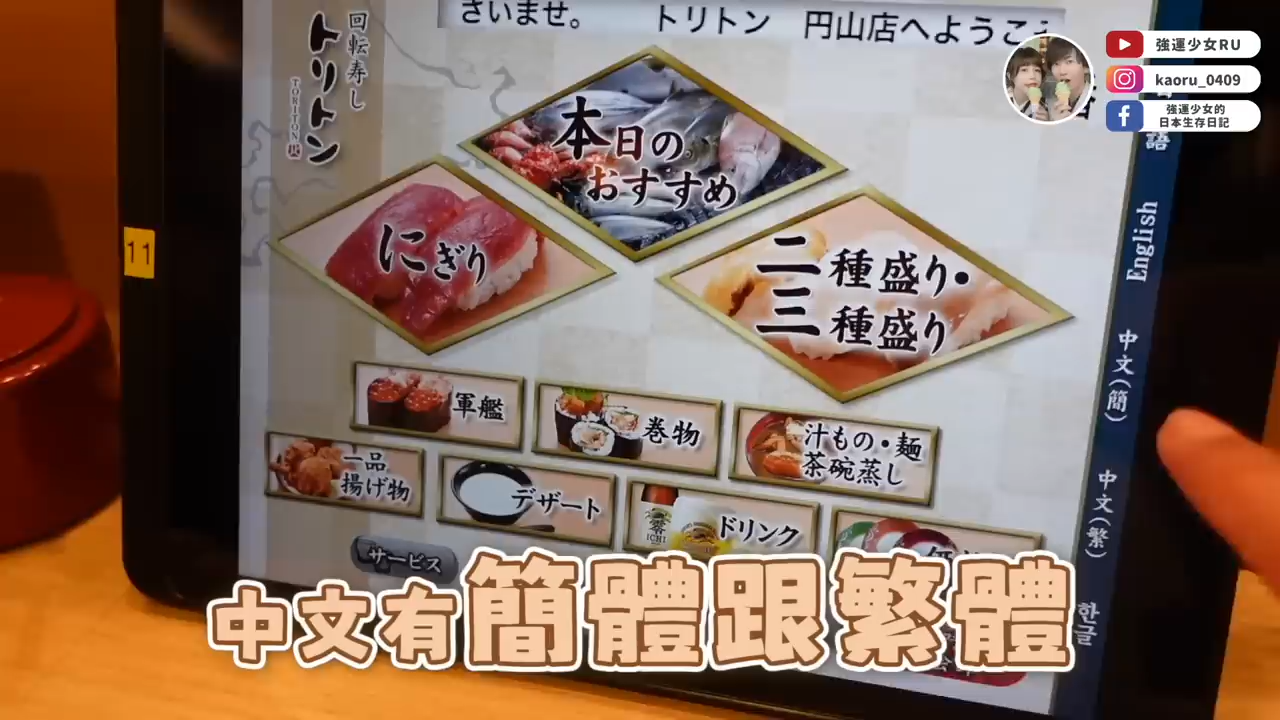 さいませ。 トリトン 円山店へようこ
回転寿し
トリトン
TORITON
11
本日の
おすすめ
にぎり
二種盛り・
三種盛り
軍艦
巻物
汁もの・麺
茶碗蒸し
一品
揚げ物
デザート
ドリンク
零
ICHI
サービス
語
English
中文(簡)
中文(繁)
한글
強運少女RU
kaoru_0409
強運少女的
日本生存日記
中文有簡體跟繁體